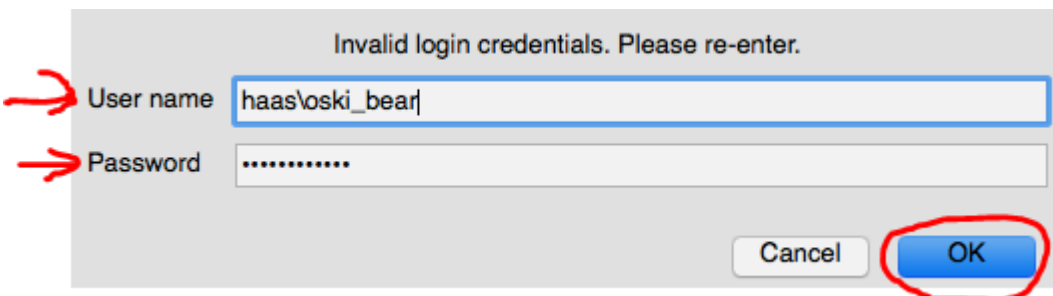 Invalid login credentials. Please re-enter.
User name haas\oski_bear
Password ••••••••••••
Cancel OK